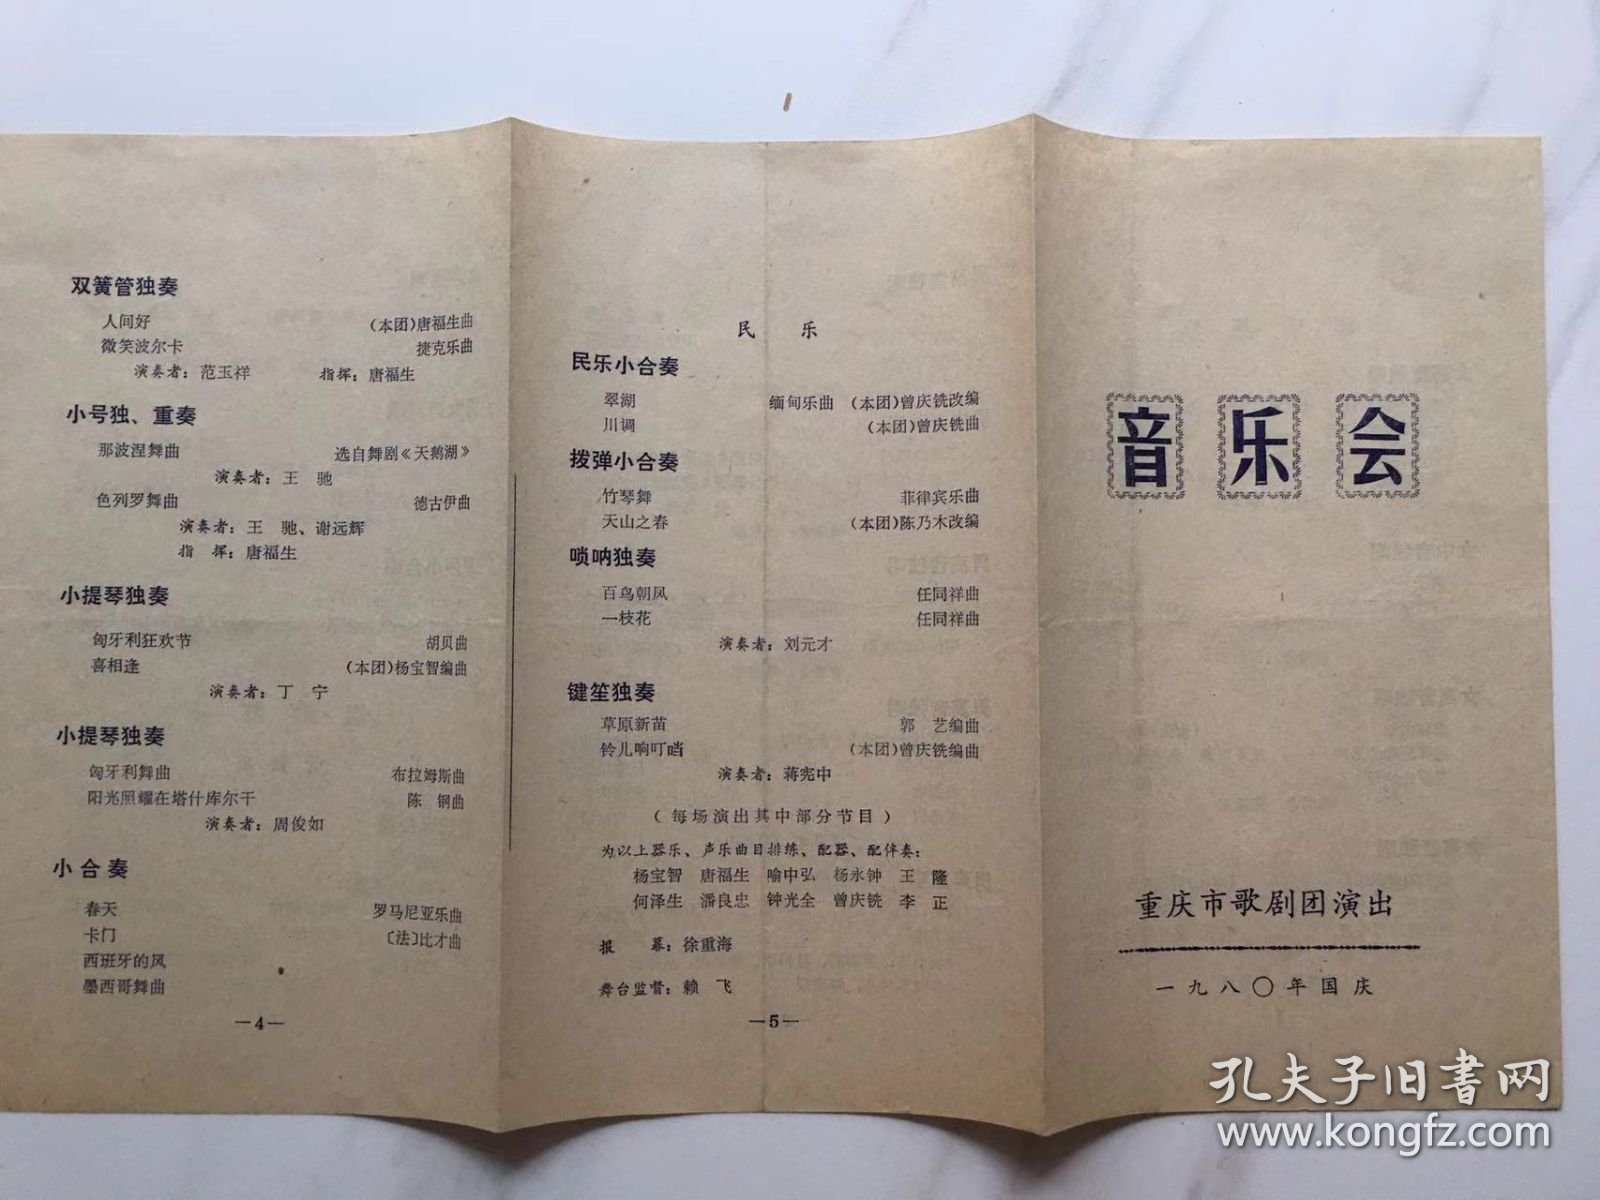 双簧管独奏
人间好 （本团）唐福生曲
微笑波尔卡 捷克乐曲
演奏者：范玉祥 指挥：唐福生
小号独、重奏
那波涅舞曲 选自舞剧《天鹅湖》
演奏者：王 驰
色列罗舞曲 德古伊曲
演奏者：王 驰、谢远辉
指 挥：唐福生
小提琴独奏
匈牙利狂欢节 胡贝曲
喜相逢 （本团）杨宝智编曲
演奏者：丁 宁
小提琴独奏
匈牙利舞曲 布拉姆斯曲
阳光照耀在塔什库尔干 陈 钢曲
演奏者：周俊如
小合奏
春天 罗马尼亚乐曲
卡门 〔法〕比才曲
西班牙的风
墨西哥舞曲
—4—
民 乐
民乐小合奏
翠湖 缅甸乐曲 （本团）曾庆铣改编
川调 （本团）曾庆铣曲
拨弹小合奏
竹琴舞 菲律宾乐曲
天山之春 （本团）陈乃木改编
唢呐独奏
百鸟朝凤 任同祥曲
一枝花 任同祥曲
演奏者：刘元才
键笙独奏
草原新苗 郭 艺编曲
铃儿响叮当 （本团）曾庆铣编曲
演奏者：蒋宪中
（每场演出其中部分节目）
为以上器乐、声乐曲目排练、配器、配伴奏：
杨宝智 唐福生 喻中弘 杨永钟 王 隆
何泽生 潘良忠 钟光全 曾庆铣 李 正
报 幕：徐重海
舞台监督：赖 飞
—5—
音乐会
重庆市歌剧团演出
一九八〇年国庆
孔夫子旧书网
www.kongfz.com